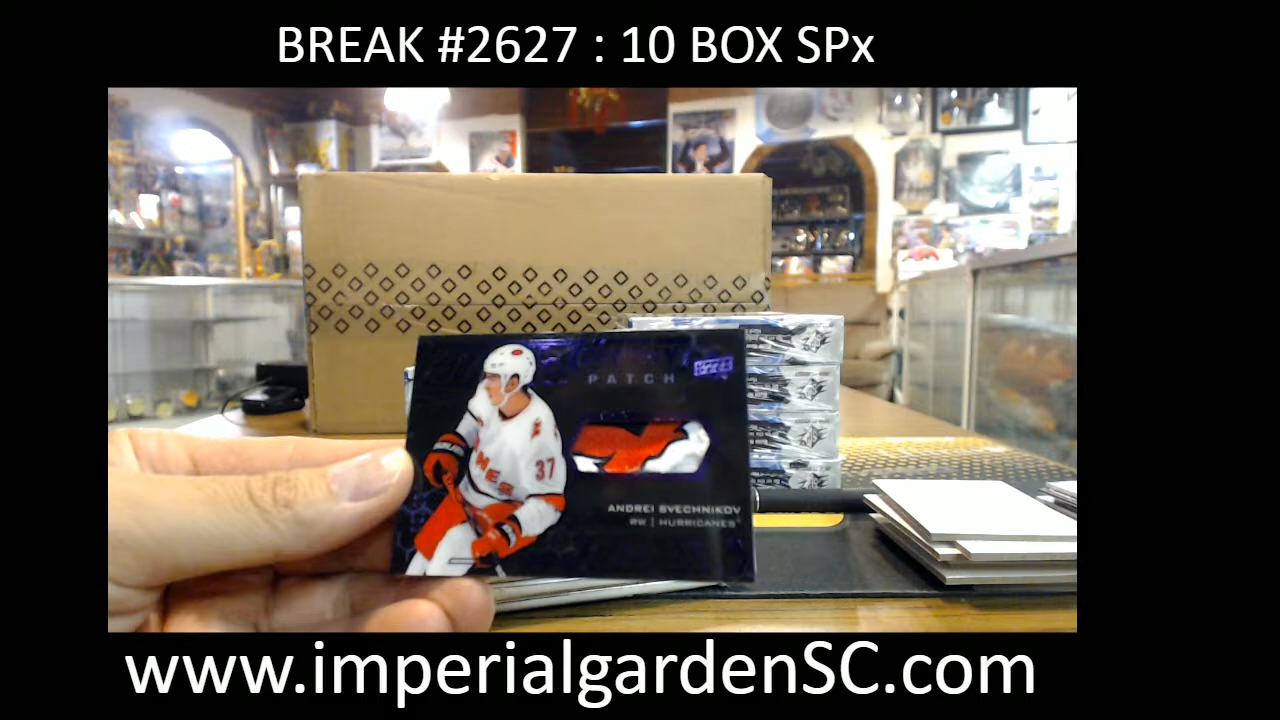 BREAK #2627 : 10 BOX SPx
PATCH
37
ANDREI SVECHNIKOV
RW | HURRICANES
www.imperialgardenSC.com